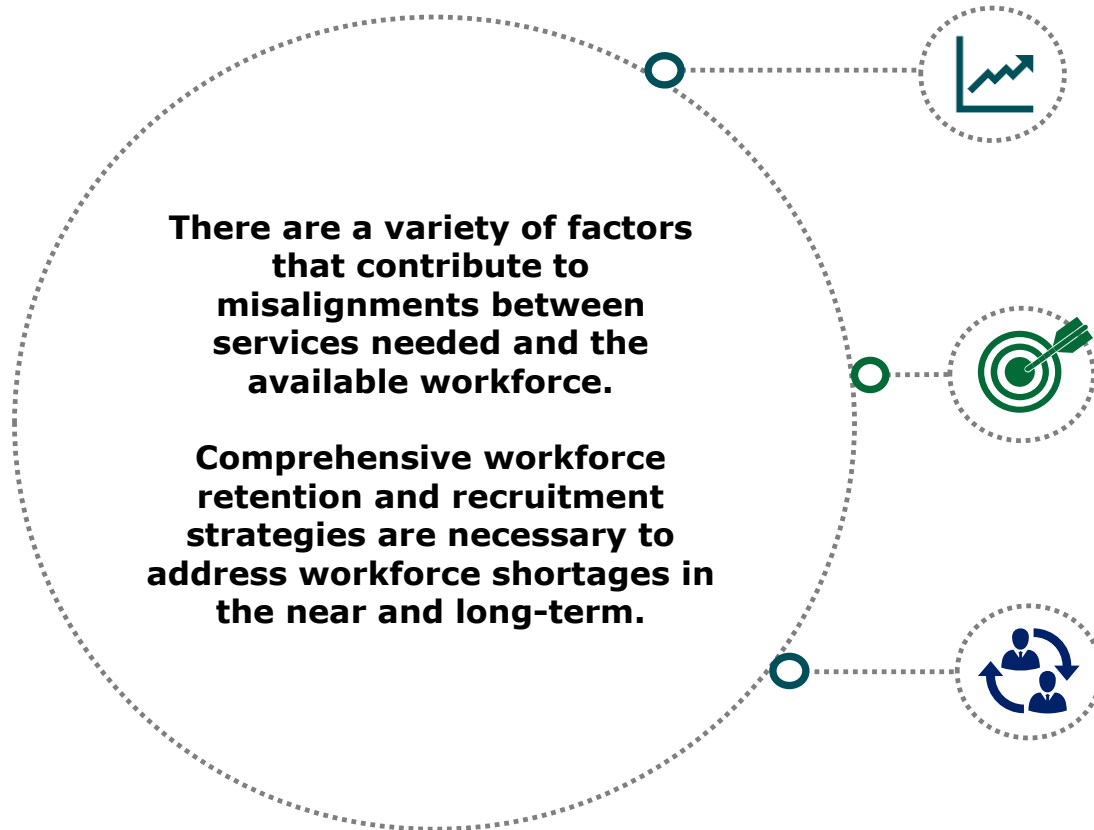 There are a variety of factors
that contribute to
misalignments between
services needed and the
available workforce.
Comprehensive workforce
retention and recruitment
strategies are necessary to
address workforce shortages in
the near and long-term.